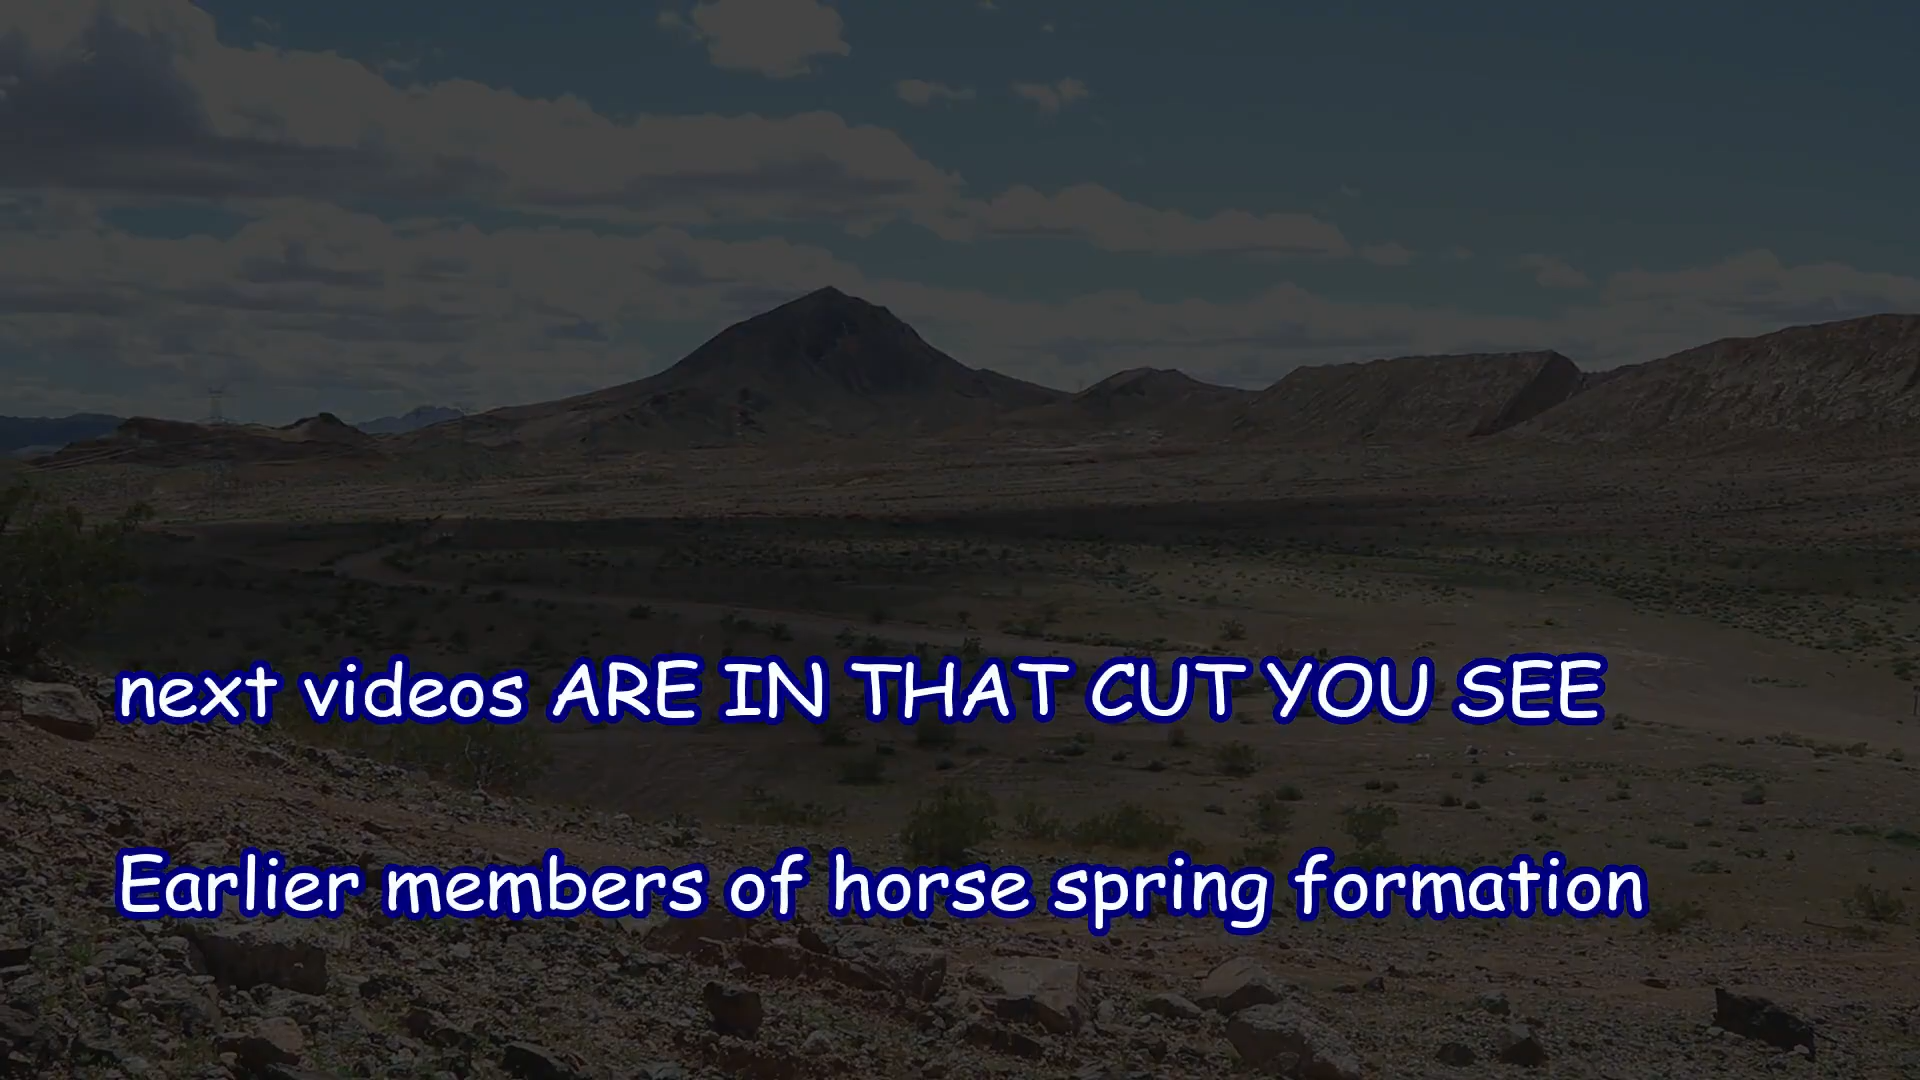 next videos ARE IN THAT CUT YOU SEE
Earlier members of horse spring formation